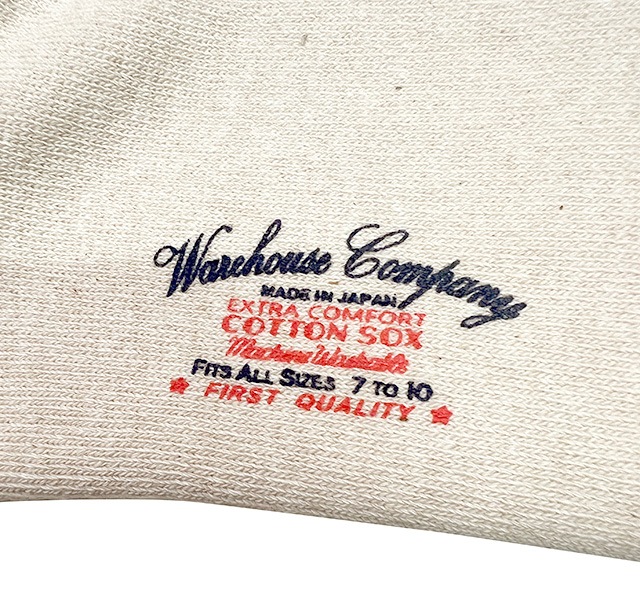 Warehouse Company
MADE IN JAPAN
EXTRA COMFORT
COTTON SOX
Machine Washable
FITS ALL SIZES 7 TO 10
FIRST QUALITY